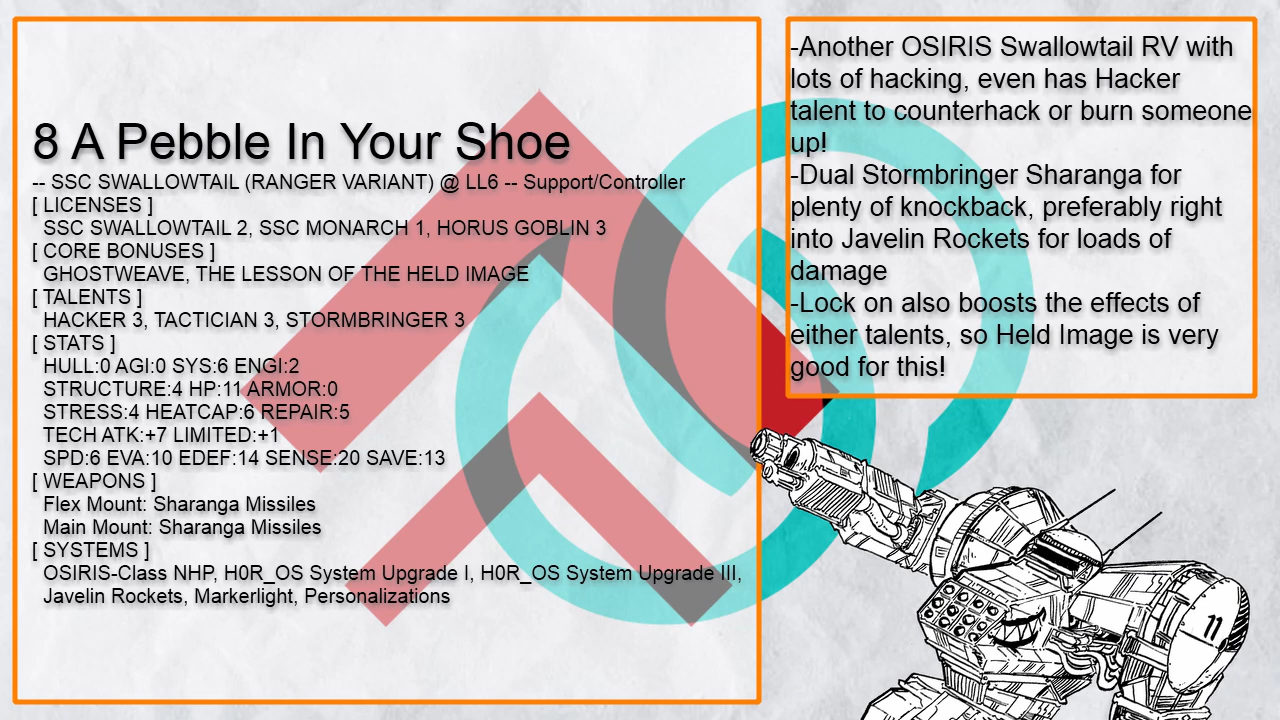 8 A Pebble In Your Shoe
-- SSC SWALLOWTAIL (RANGER VARIANT) @ LL6 -- Support/Controller
[ LICENSES ]
SSC SWALLOWTAIL 2, SSC MONARCH 1, HORUS GOBLIN 3
[ CORE BONUSES ]
GHOSTWEAVE, THE LESSON OF THE HELD IMAGE
[ TALENTS ]
HACKER 3, TACTICIAN 3, STORMBRINGER 3
[ STATS ]
HULL:0 AGI:0 SYS:6 ENGI:2
STRUCTURE:4 HP:11 ARMOR:0
STRESS:4 HEATCAP:6 REPAIR:5
TECH ATK:+7 LIMITED:+1
SPD:6 EVA:10 EDEF:14 SENSE:20 SAVE:13
[ WEAPONS ]
Flex Mount: Sharanga Missiles
Main Mount: Sharanga Missiles
[ SYSTEMS ]
OSIRIS-Class NHP, H0R_OS System Upgrade I, H0R_OS System Upgrade III,
Javelin Rockets, Markerlight, Personalizations
-Another OSIRIS Swallowtail RV with
lots of hacking, even has Hacker
talent to counterhack or burn someone
up!
-Dual Stormbringer Sharanga for
plenty of knockback, preferably right
into Javelin Rockets for loads of
damage
-Lock on also boosts the effects of
either talents, so Held Image is very
good for this!
11